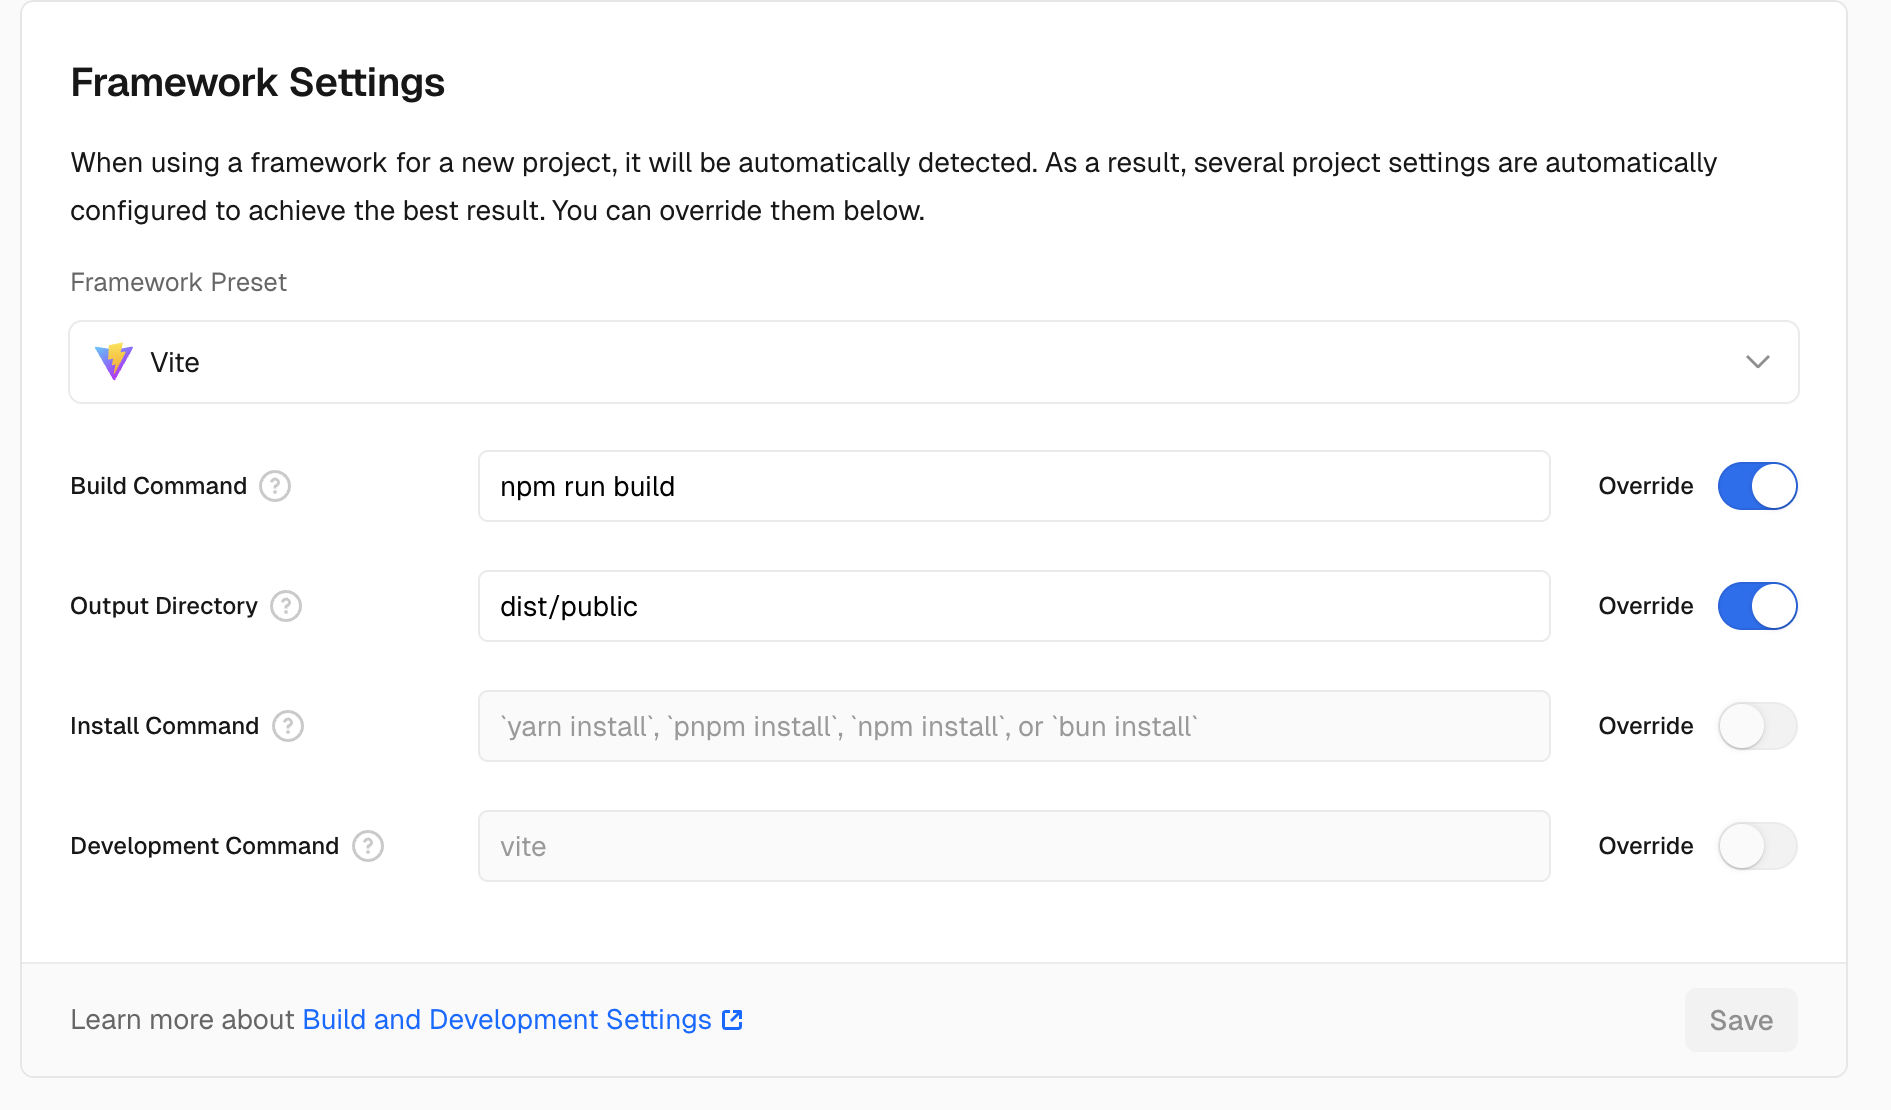 Framework Settings
When using a framework for a new project, it will be automatically detected. As a result, several project settings are automatically
configured to achieve the best result. You can override them below.
Framework Preset
Vite
Build Command ?
npm run build
Override
Output Directory ?
dist/public
Override
Install Command ?
`yarn install`, `pnpm install`, `npm install`, or `bun install`
Override
Development Command ?
vite
Override
Learn more about Build and Development Settings
Save